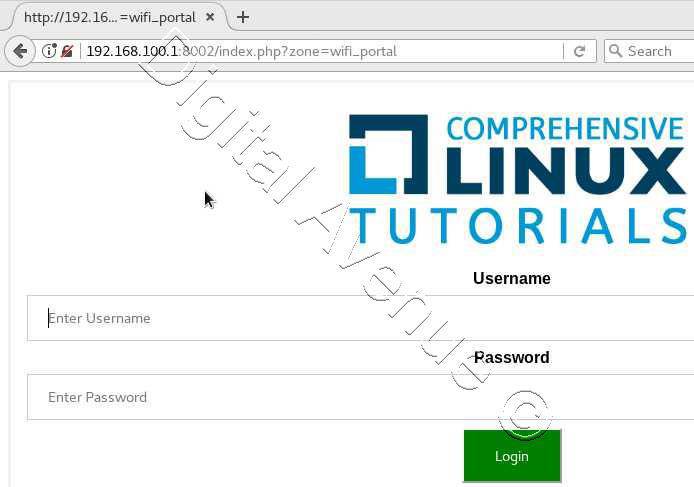 http://192.16... =wifi_portal
192.168.100.1:8002/index.php?zone=wifi_portal
Search
COMPREHENSIVE
LINUX
TUTORIALS
Username
Enter Username
Password
Enter Password
Login
Digital Avenue ©